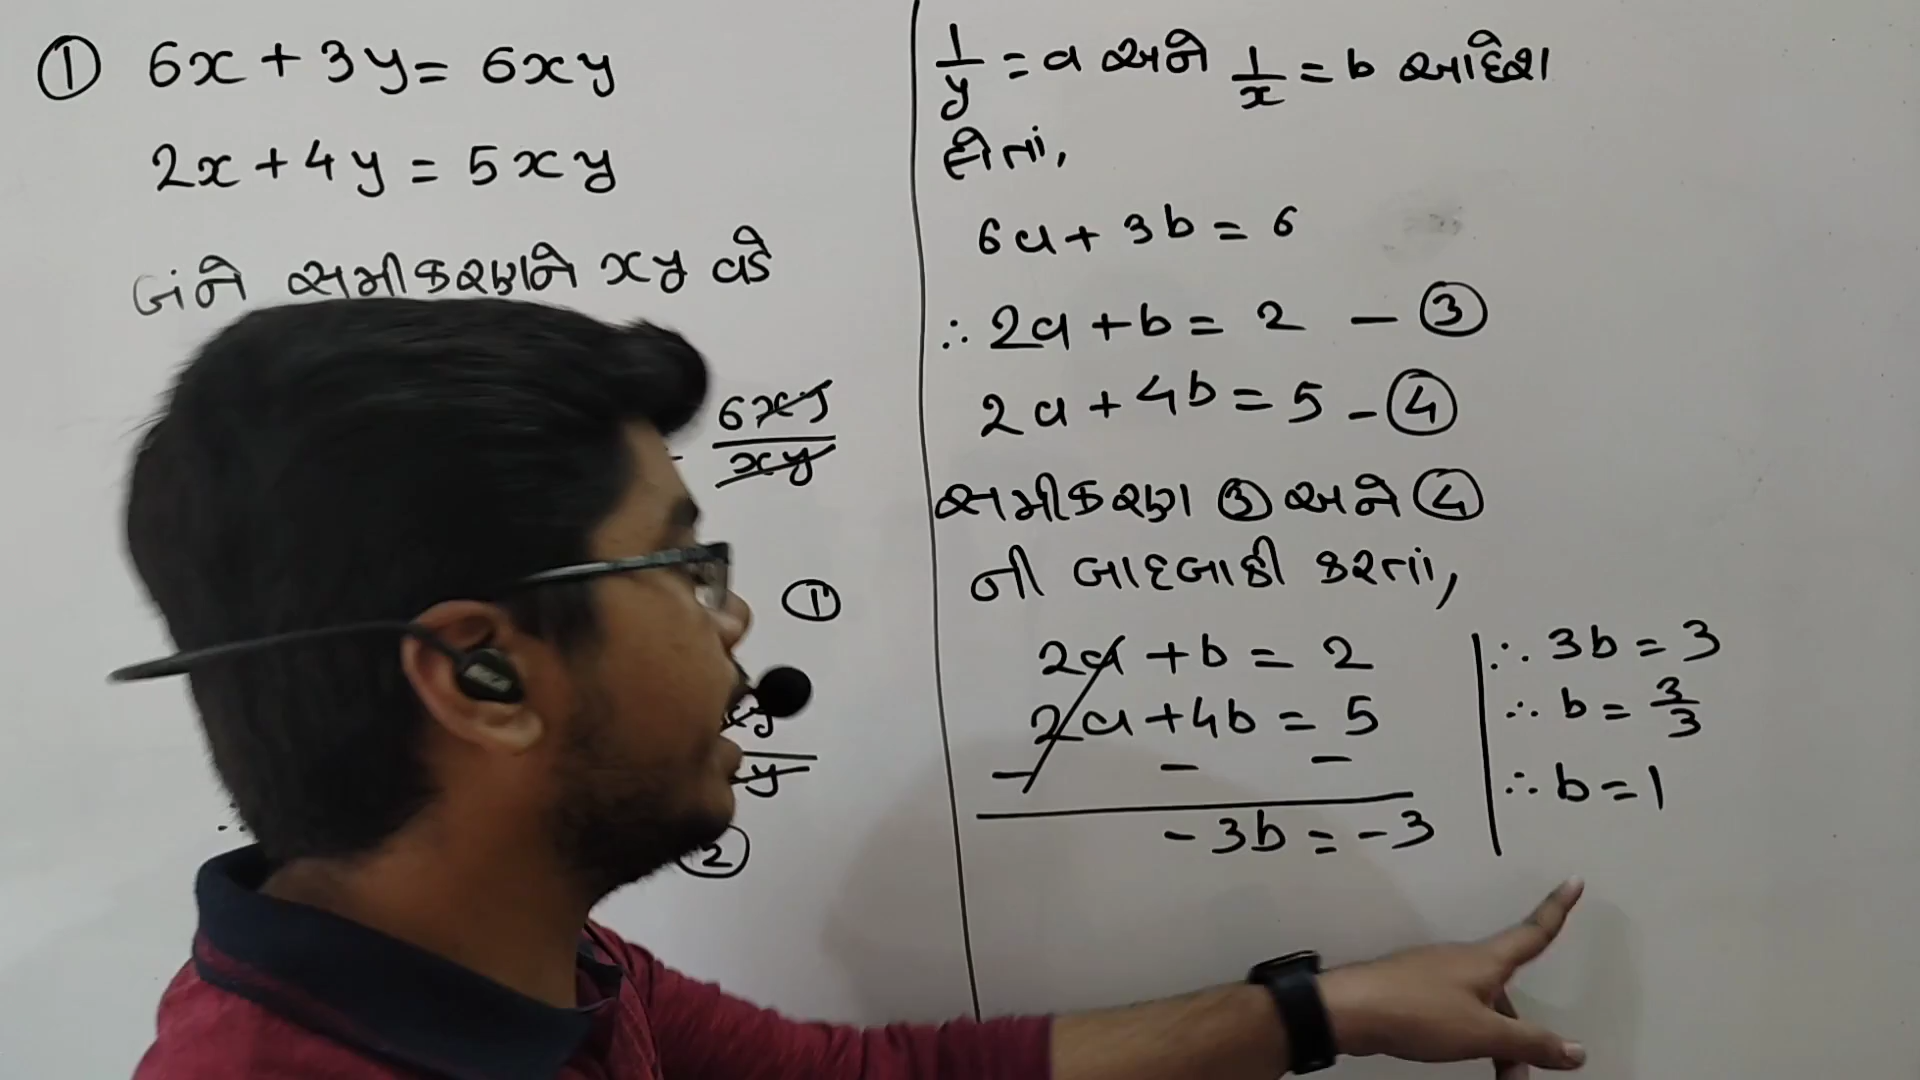 ① 6x + 3y = 6xy
2x + 4y = 5xy
બંને સમીકરણને xy વડે
6xy
xy
①
y
②
1/y = a અને 1/x = b આદેશ
લેતાં,
6a + 3b = 6
∴ 2a + b = 2 – ③
2a + 4b = 5 – ④
સમીકરણ ③ અને ④
ની બાદબાકી કરતાં,
2a + b = 2
2a + 4b = 5
– – –
- 3b = - 3
∴ 3b = 3
∴ b = 3/3
∴ b = 1